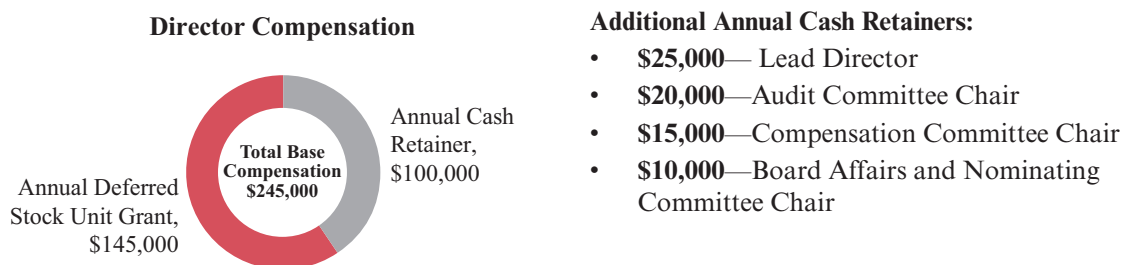 Director Compensation
Annual Cash
Retainer,
$100,000
Total Base
Compensation
$245,000
Annual Deferred
Stock Unit Grant,
$145,000
Additional Annual Cash Retainers:
• $25,000— Lead Director
• $20,000—Audit Committee Chair
• $15,000—Compensation Committee Chair
• $10,000—Board Affairs and Nominating
Committee Chair